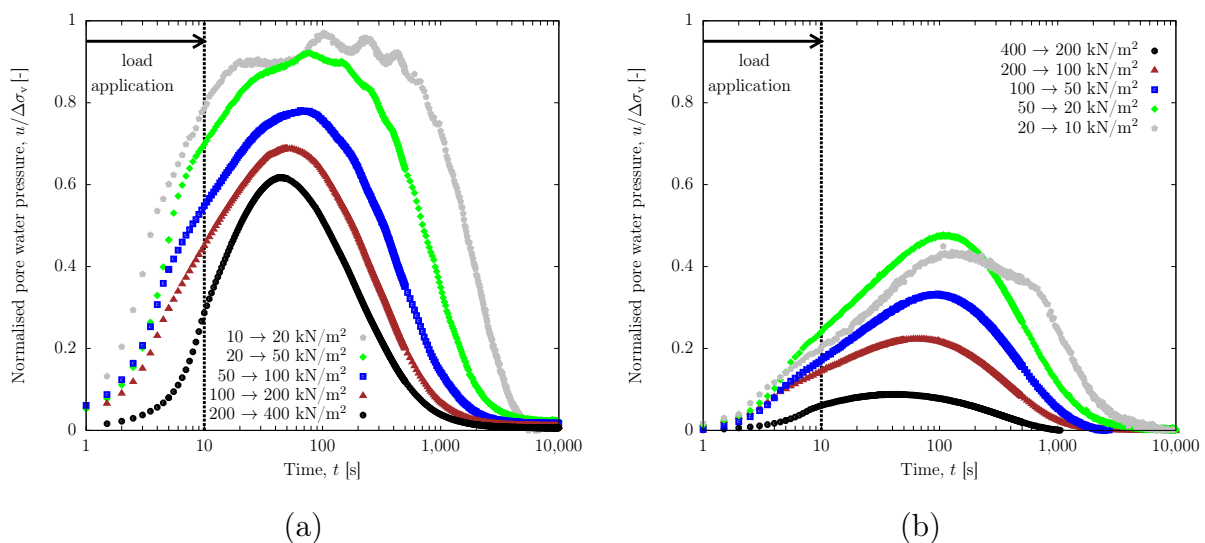 Normalised pore water pressure, u/Δσv [-]
1
0.8
0.6
0.4
0.2
0
load
application
10 → 20 kN/m²
20 → 50 kN/m²
50 → 100 kN/m²
100 → 200 kN/m²
200 → 400 kN/m²
1
10
100
1,000
10,000
Time, t [s]
(a)
Normalised pore water pressure, u/Δσv [-]
1
0.8
0.6
0.4
0.2
0
load
application
400 → 200 kN/m²
200 → 100 kN/m²
100 → 50 kN/m²
50 → 20 kN/m²
20 → 10 kN/m²
1
10
100
1,000
10,000
Time, t [s]
(b)